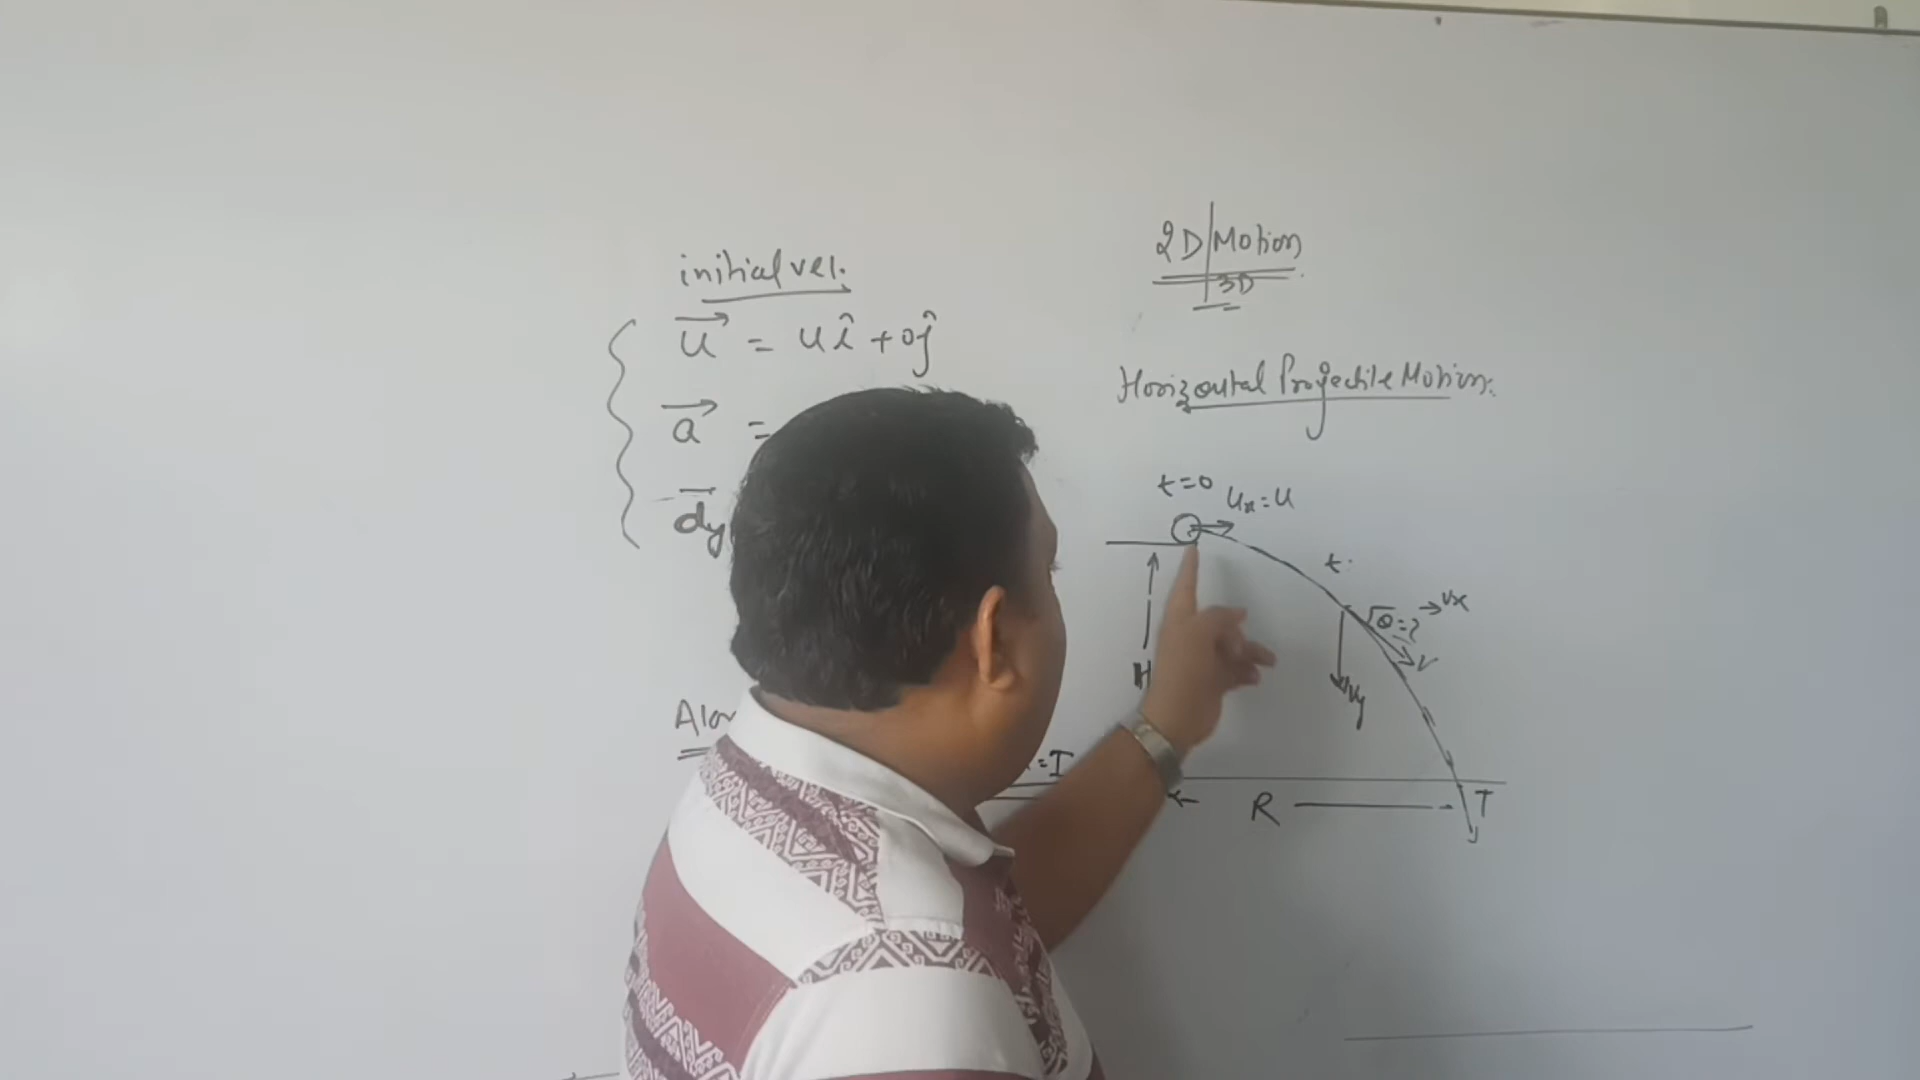 2D Motion
3D
initial vel.
u⃗ = uî + 0ĵ
a⃗ =
Horizontal Projectile Motion:
t=0
Ux=U
t
θ=?
Vx
V
Vy
H
= I
R
T